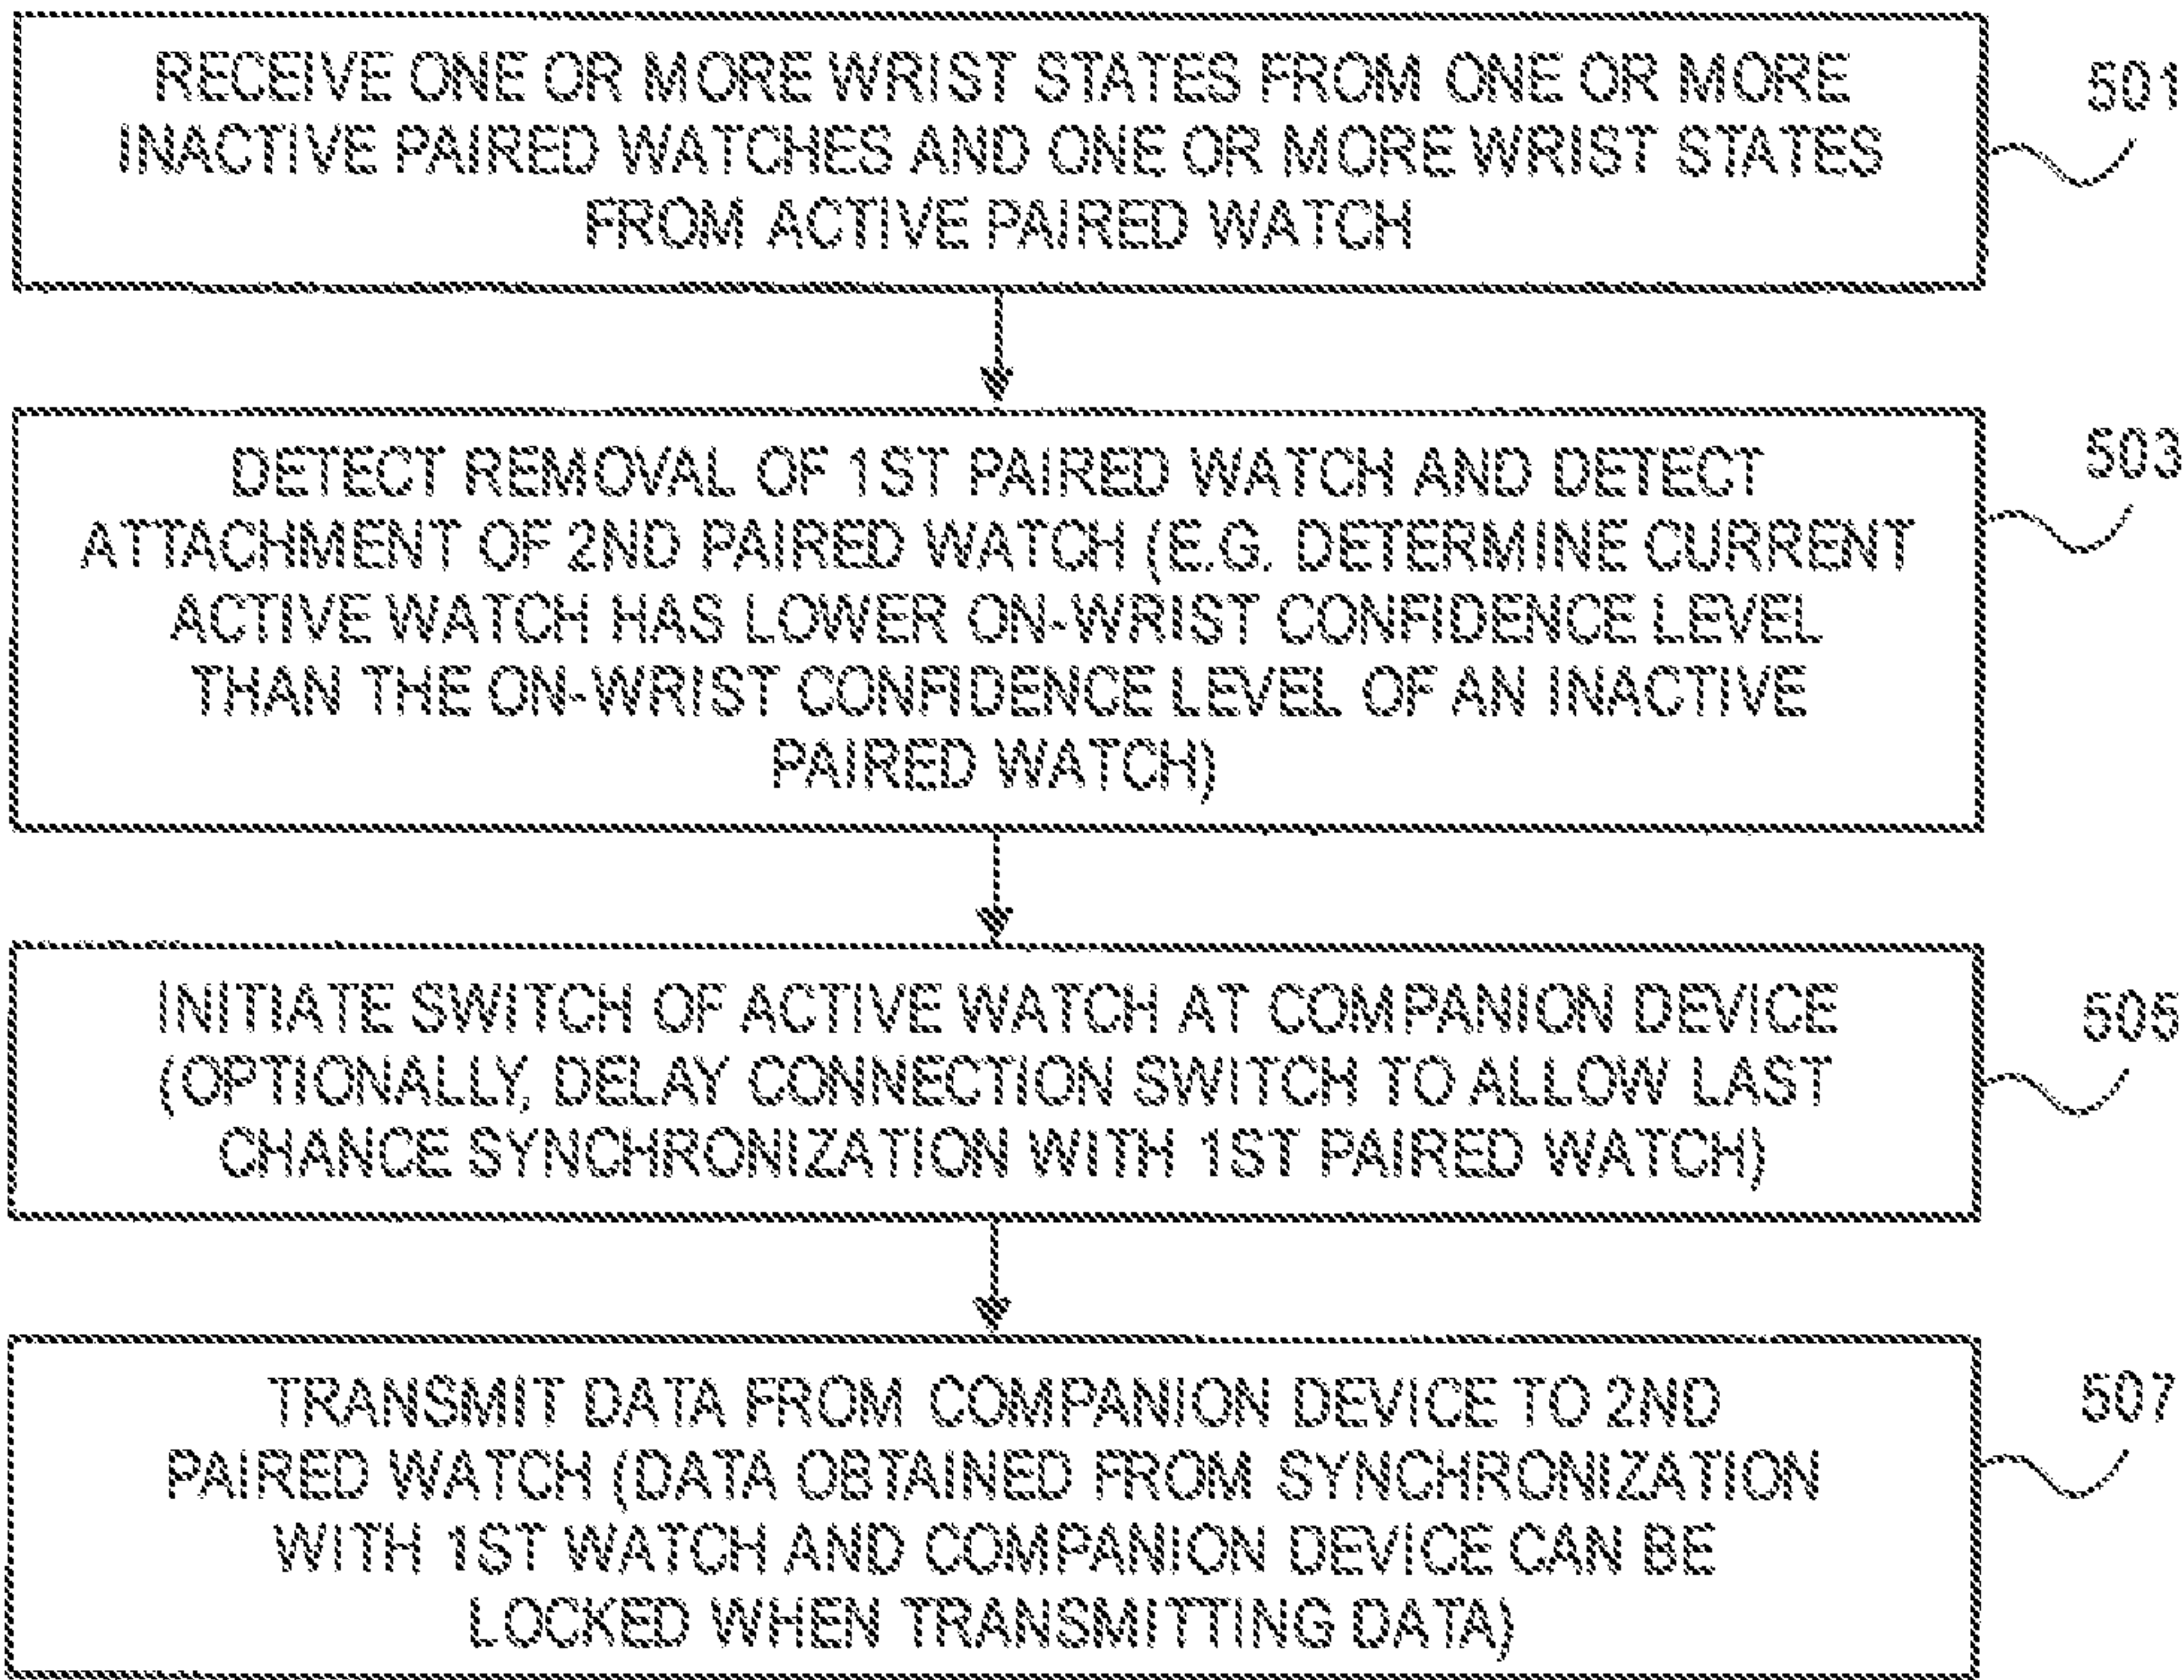 RECEIVE ONE OR MORE WRIST STATES FROM ONE OR MORE
INACTIVE PAIRED WATCHES AND ONE OR MORE WRIST STATES
FROM ACTIVE PAIRED WATCH
501
DETECT REMOVAL OF 1ST PAIRED WATCH AND DETECT
ATTACHMENT OF 2ND PAIRED WATCH (E.G. DETERMINE CURRENT
ACTIVE WATCH HAS LOWER ON-WRIST CONFIDENCE LEVEL
THAN THE ON-WRIST CONFIDENCE LEVEL OF AN INACTIVE
PAIRED WATCH)
503
INITIATE SWITCH OF ACTIVE WATCH AT COMPANION DEVICE
(OPTIONALLY, DELAY CONNECTION SWITCH TO ALLOW LAST
CHANCE SYNCHRONIZATION WITH 1ST PAIRED WATCH)
505
TRANSMIT DATA FROM COMPANION DEVICE TO 2ND
PAIRED WATCH (DATA OBTAINED FROM SYNCHRONIZATION
WITH 1ST WATCH AND COMPANION DEVICE CAN BE
LOCKED WHEN TRANSMITTING DATA)
507